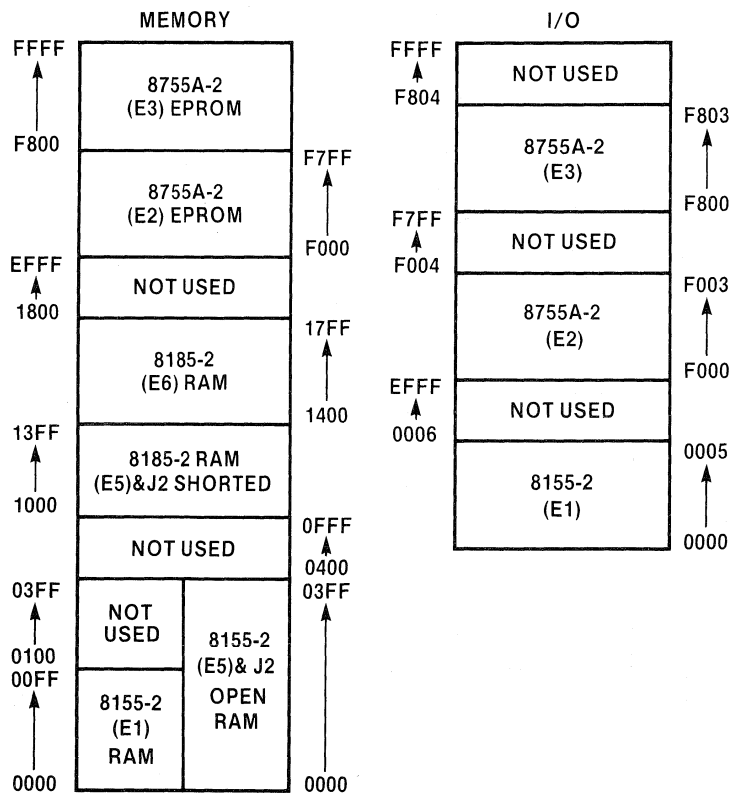 MEMORY
FFFF
F800
8755A-2
(E3) EPROM
F7FF
F000
8755A-2
(E2) EPROM
EFFF
1800
NOT USED
17FF
1400
8185-2
(E6) RAM
13FF
1000
8185-2 RAM
(E5)&J2 SHORTED
0FFF
0400
NOT USED
03FF
0100
NOT
USED
00FF
0000
8155-2
(E1)
RAM
8155-2
(E5)& J2
OPEN
RAM
03FF
0000
I/O
FFFF
F804
NOT USED
F803
F800
8755A-2
(E3)
F7FF
F004
NOT USED
F003
F000
8755A-2
(E2)
EFFF
0006
NOT USED
0005
0000
8155-2
(E1)